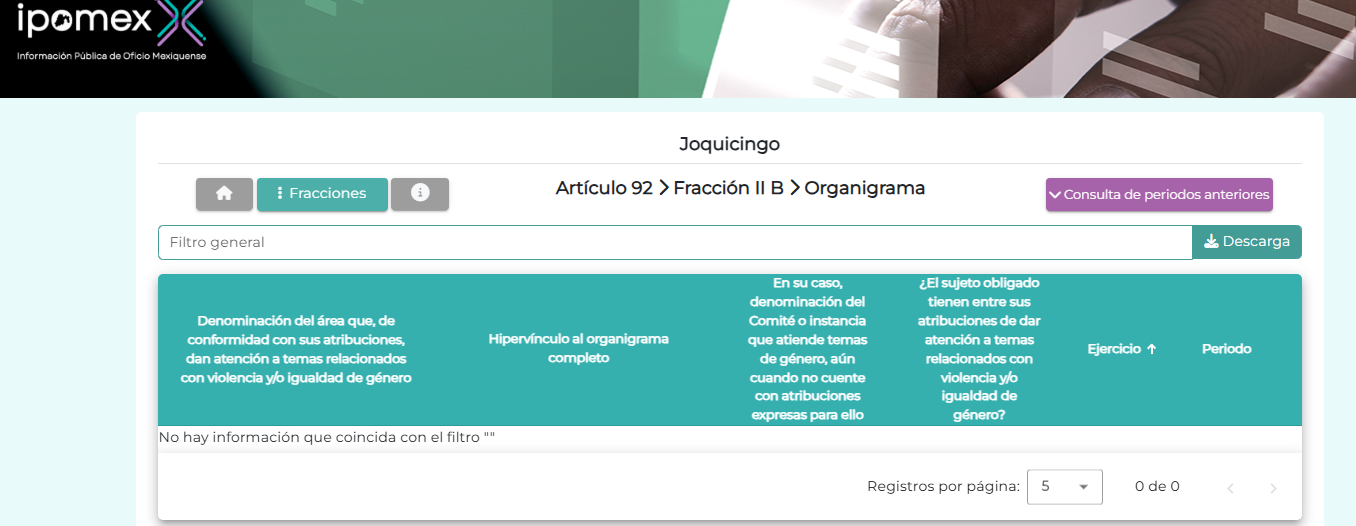 ipomex
Información Pública de Oficio Mexiquense
Joquicingo
Fracciones
Artículo 92 > Fracción II B > Organigrama
Consulta de periodos anteriores
Filtro general
Descarga
Denominación del área que, de
conformidad con sus atribuciones,
dan atención a temas relacionados
con violencia y/o igualdad de género
Hipervínculo al organigrama
completo
En su caso,
denominación del
Comité o instancia
que atiende temas
de género, aún
cuando no cuente
con atribuciones
expresas para ello
¿El sujeto obligado
tienen entre sus
atribuciones de dar
atención a temas
relacionados con
violencia y/o
igualdad de
género?
Ejercicio ↑
Periodo
No hay información que coincida con el filtro ""
Registros por página: 5
0 de 0